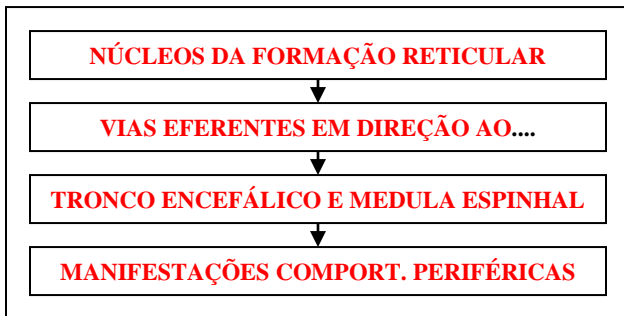 NÚCLEOS DA FORMAÇÃO RETICULAR
VIAS EFERENTES EM DIREÇÃO AO....
TRONCO ENCEFÁLICO E MEDULA ESPINHAL
MANIFESTAÇÕES COMPORT. PERIFÉRICAS